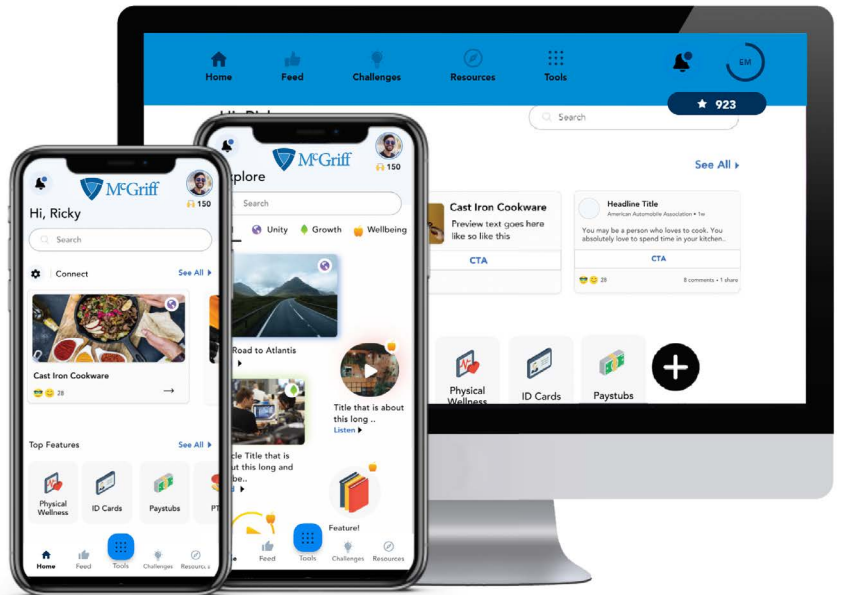 Home
Feed
Challenges
Resources
Tools
EM
923
Search
See All
Cast Iron Cookware
Preview text goes here
like so like this
CTA
Headline Title
American Automobile Association • 1w
You may be a person who loves to cook. You
absolutely love to spend time in your kitchen..
CTA
28
8 comments • 1 share
Physical
Wellness
ID Cards
Paystubs
McGriff
150
Search
Unity
Growth
Wellbeing
Road to Atlantis
Title that is about
this long ..
Listen
Title that is
this long and
Feature!
Feed
Tools
Challenges
Resources
McGriff
150
Hi, Ricky
Search
Connect
See All
Cast Iron Cookware
28
Top Features
See All
Physical
Wellness
ID Cards
Paystubs
Home
Feed
Tools
Challenges